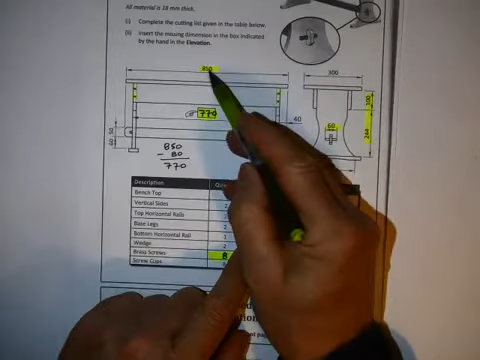 All material is 18 mm thick.
(i) Complete the cutting list given in the table below.
(ii) Insert the missing dimension in the box indicated
by the hand in the Elevation.
850
300
770
100
60
60
244
50
60
850
- 80
770
Description
Bench Top
Vertical Sides
Top Horizontal Rails
Base Legs
Bottom Horizontal Rail
Wedge
Brass Screws
Screw Cups
2
2
2
1
2
8